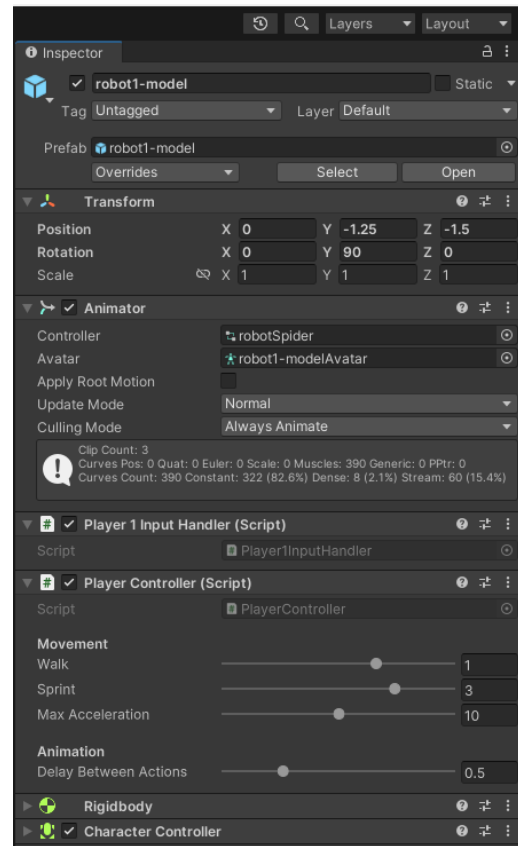 Layers Layout
Inspector
robot1-model Static
Tag Untagged Layer Default
Prefab robot1-model
Overrides Select Open
Transform
Position X 0 Y -1.25 Z -1.5
Rotation X 0 Y 90 Z 0
Scale X 1 Y 1 Z 1
Animator
Controller robotSpider
Avatar robot1-modelAvatar
Apply Root Motion
Update Mode Normal
Culling Mode Always Animate
Clip Count: 3
Curves Pos: 0 Quat: 0 Euler: 0 Scale: 0 Muscles: 390 Generic: 0 PPtr: 0
Curves Count: 390 Constant: 322 (82.6%) Dense: 8 (2.1%) Stream: 60 (15.4%)
# Player 1 Input Handler (Script)
Script # Player1InputHandler
# Player Controller (Script)
Script # PlayerController
Movement
Walk 1
Sprint 3
Max Acceleration 10
Animation
Delay Between Actions 0.5
Rigidbody
Character Controller